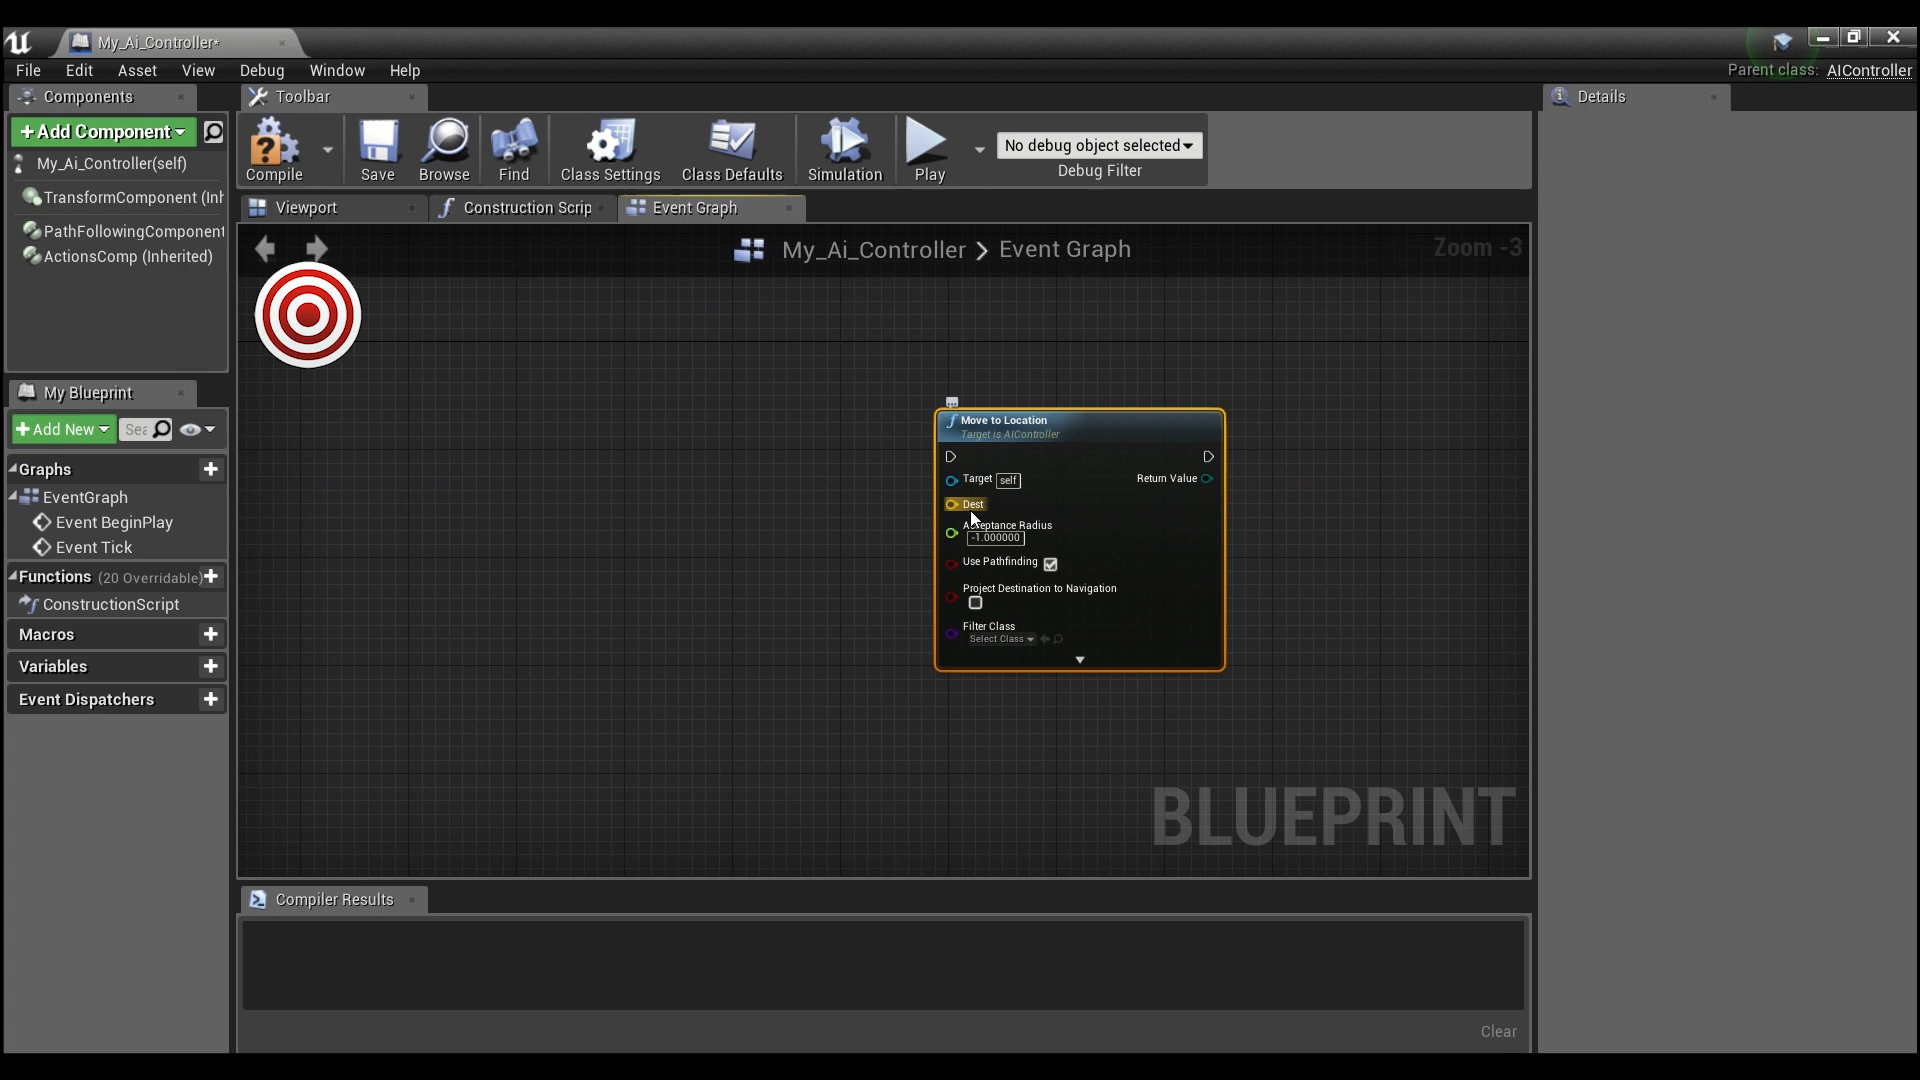 My_Ai_Controller*
File Edit Asset View Debug Window Help
Parent class: AIController
Components
Toolbar
Details
+Add Component
My_Ai_Controller(self)
TransformComponent (Inh
PathFollowingComponent
ActionsComp (Inherited)
Compile
Save
Browse
Find
Class Settings
Class Defaults
Simulation
Play
No debug object selected
Debug Filter
Viewport
Construction Scrip
Event Graph
My_Ai_Controller > Event Graph
Zoom -3
My Blueprint
+Add New
Sea
Graphs
EventGraph
Event BeginPlay
Event Tick
Functions (20 Overridable)
ConstructionScript
Macros
Variables
Event Dispatchers
Move to Location
Target is AIController
Target self
Return Value
Dest
Acceptance Radius
-1.000000
Use Pathfinding
Project Destination to Navigation
Filter Class
Select Class
BLUEPRINT
Compiler Results
Clear